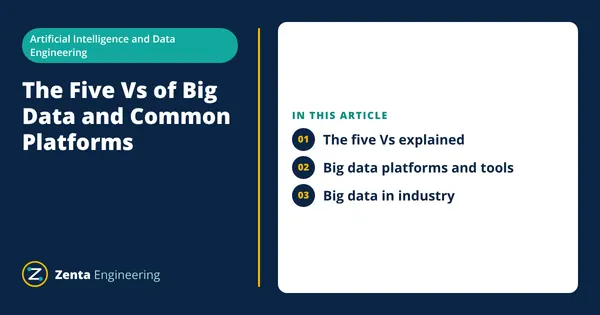 Artificial Intelligence and Data
Engineering
The Five Vs of Big
Data and Common
Platforms
Zenta Engineering
IN THIS ARTICLE
01 The five Vs explained
02 Big data platforms and tools
03 Big data in industry